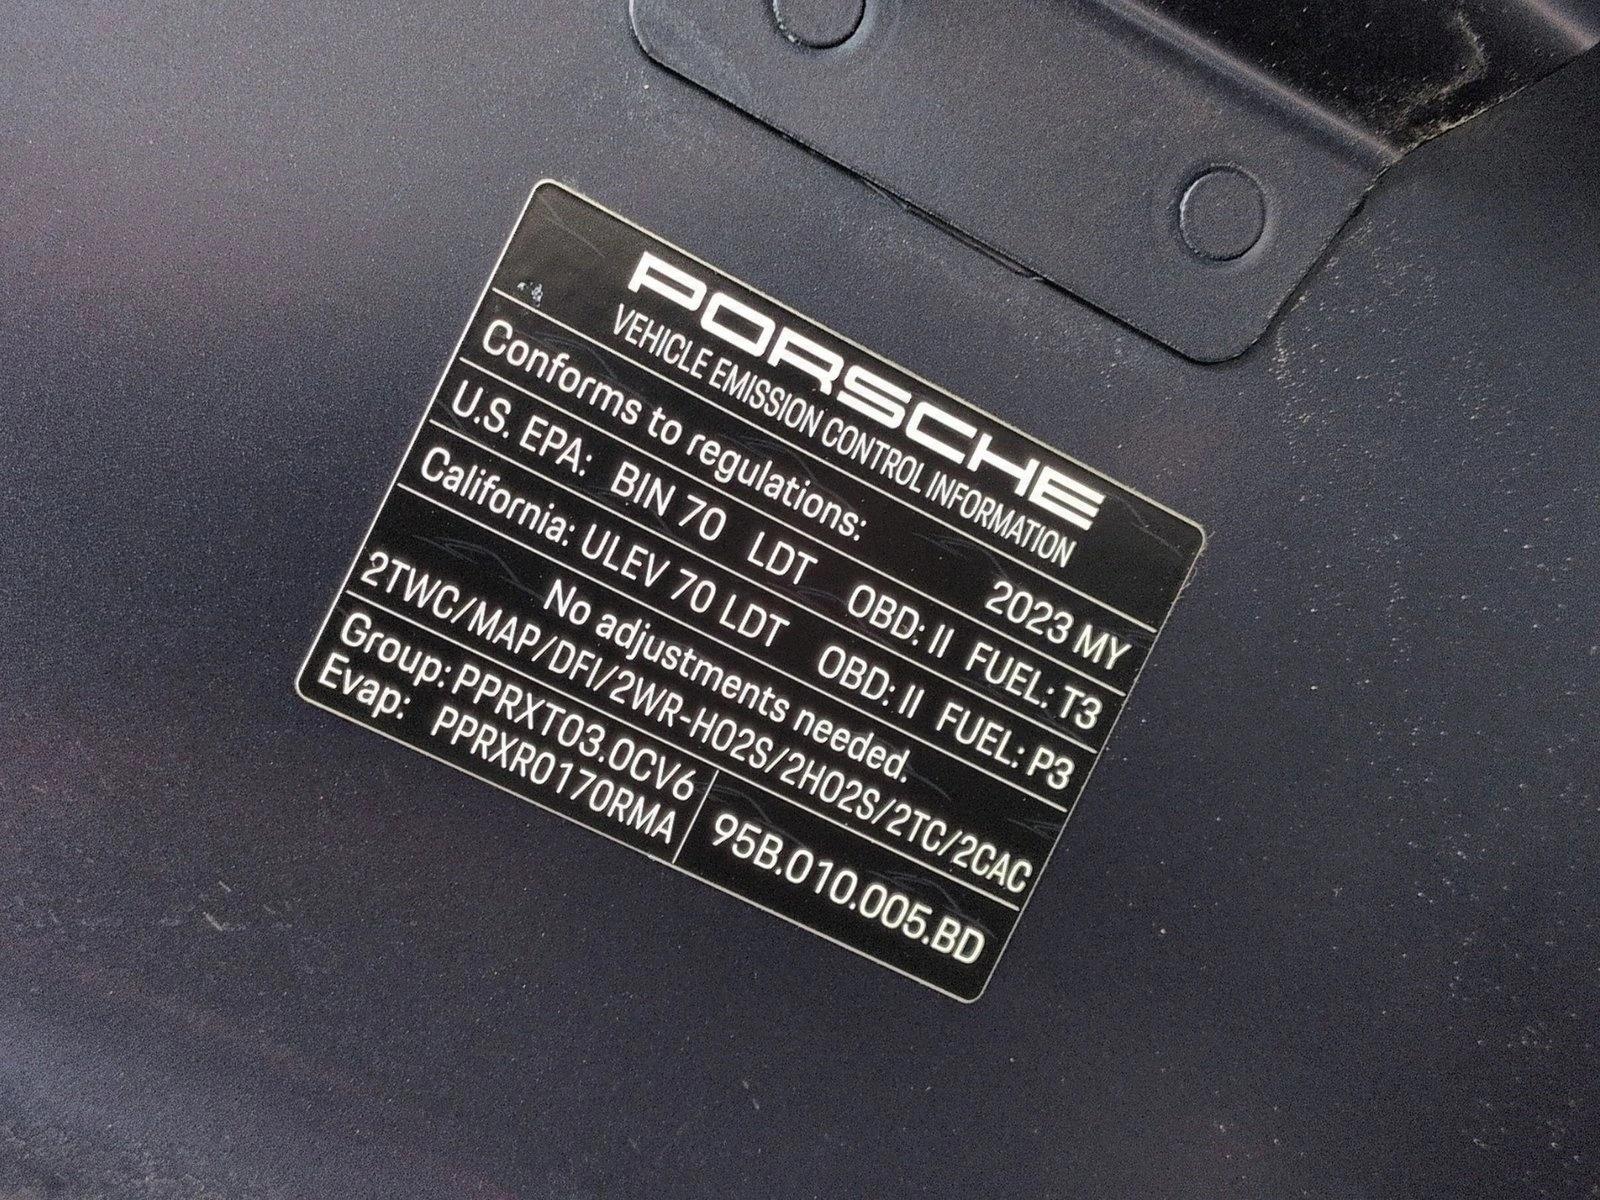 PORSCHE
VEHICLE EMISSION CONTROL INFORMATION
Conforms to regulations: 2023 MY
U.S. EPA: BIN 70 LDT OBD: II FUEL: T3
California: ULEV 70 LDT OBD: II FUEL: P3
No adjustments needed.
2TWC/MAP/DFI/2WR-HO2S/2HO2S/2TC/2CAC
Group: PPRXT03.0CV6
Evap: PPRXR0170RMA
95B.010.005.BD